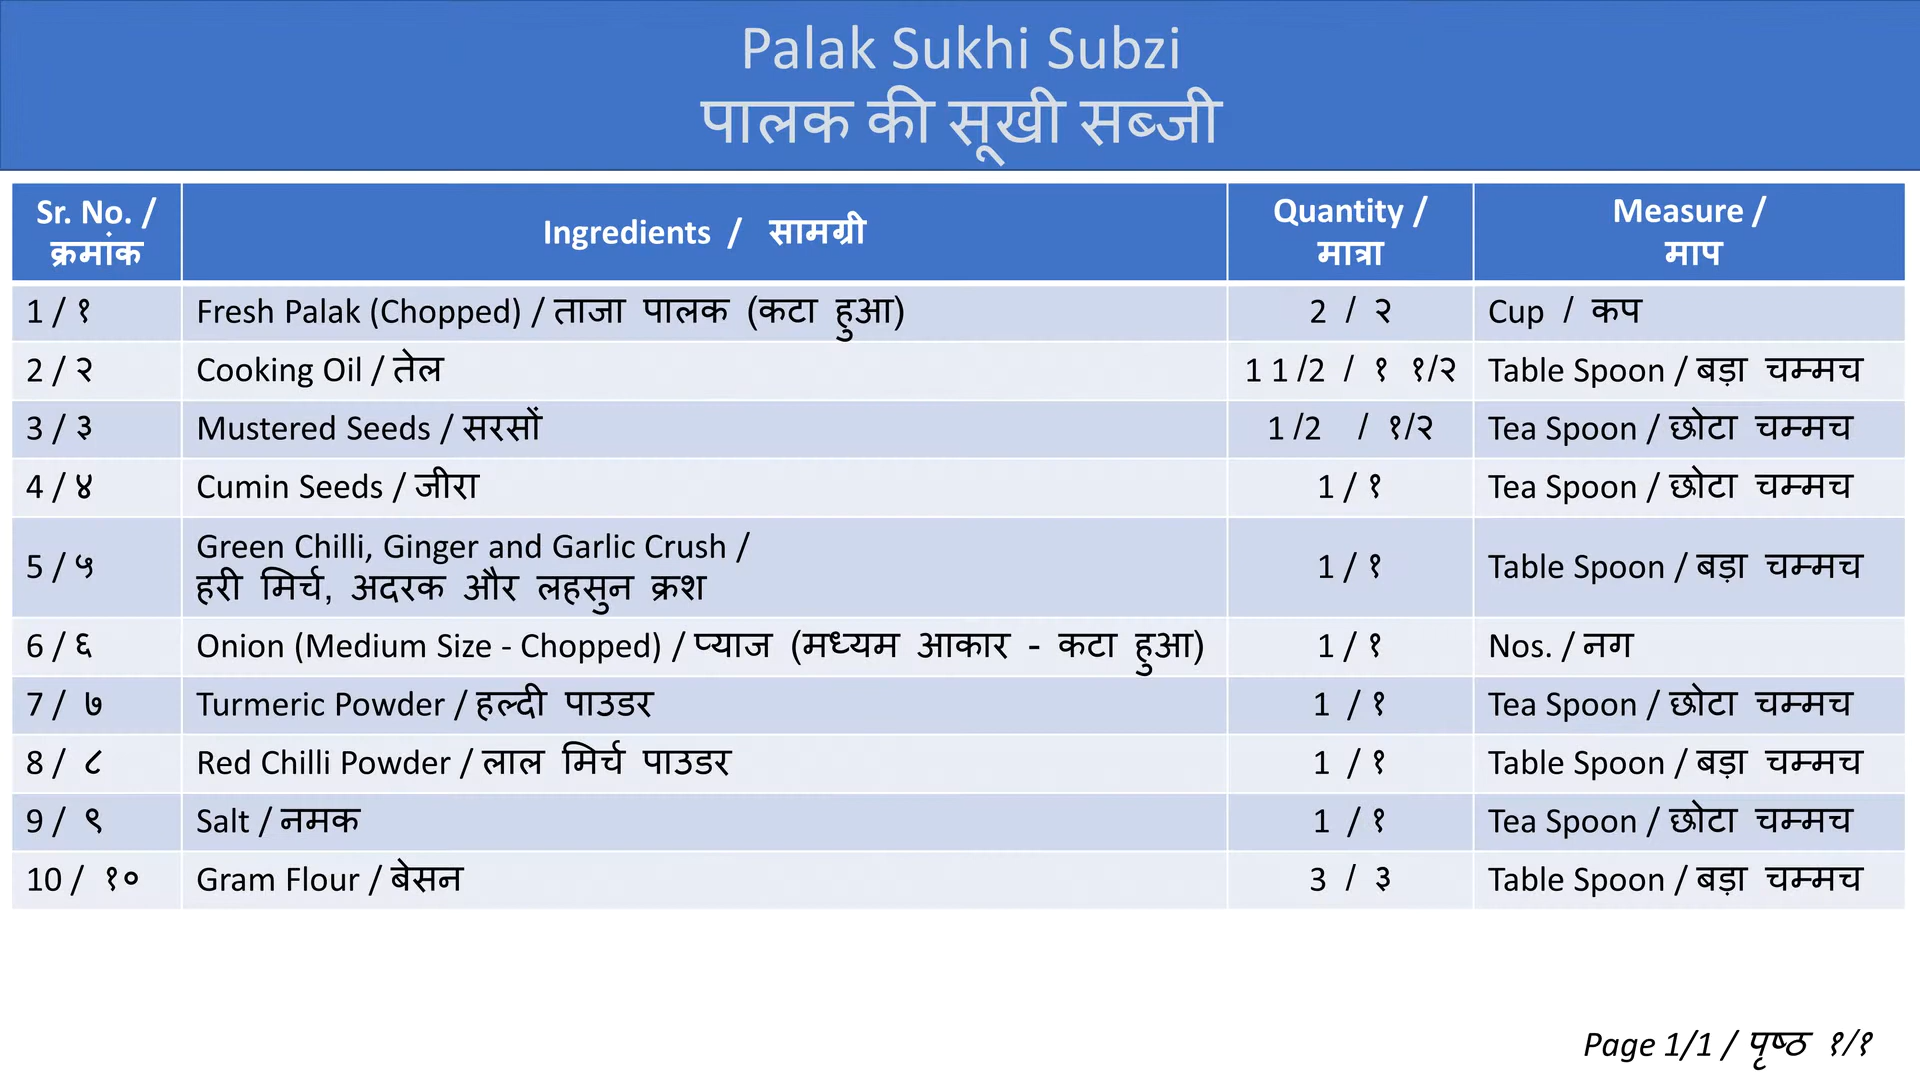 Palak Sukhi Subzi
पालक की सूखी सब्जी
Sr. No. / क्रमांक Ingredients / सामग्री Quantity / मात्रा Measure / माप
1 / १ Fresh Palak (Chopped) / ताजा पालक (कटा हुआ) 2 / २ Cup / कप
2 / २ Cooking Oil / तेल 1 1 /2 / १ १/२ Table Spoon / बड़ा चम्मच
3 / ३ Mustered Seeds / सरसों 1 /2 / १/२ Tea Spoon / छोटा चम्मच
4 / ४ Cumin Seeds / जीरा 1 / १ Tea Spoon / छोटा चम्मच
5 / ५ Green Chilli, Ginger and Garlic Crush / हरी मिर्च, अदरक और लहसुन क्रश 1 / १ Table Spoon / बड़ा चम्मच
6 / ६ Onion (Medium Size - Chopped) / प्याज (मध्यम आकार - कटा हुआ) 1 / १ Nos. / नग
7 / ७ Turmeric Powder / हल्दी पाउडर 1 / १ Tea Spoon / छोटा चम्मच
8 / ८ Red Chilli Powder / लाल मिर्च पाउडर 1 / १ Table Spoon / बड़ा चम्मच
9 / ९ Salt / नमक 1 / १ Tea Spoon / छोटा चम्मच
10 / १० Gram Flour / बेसन 3 / ३ Table Spoon / बड़ा चम्मच
Page 1/1 / पृष्ठ १/१